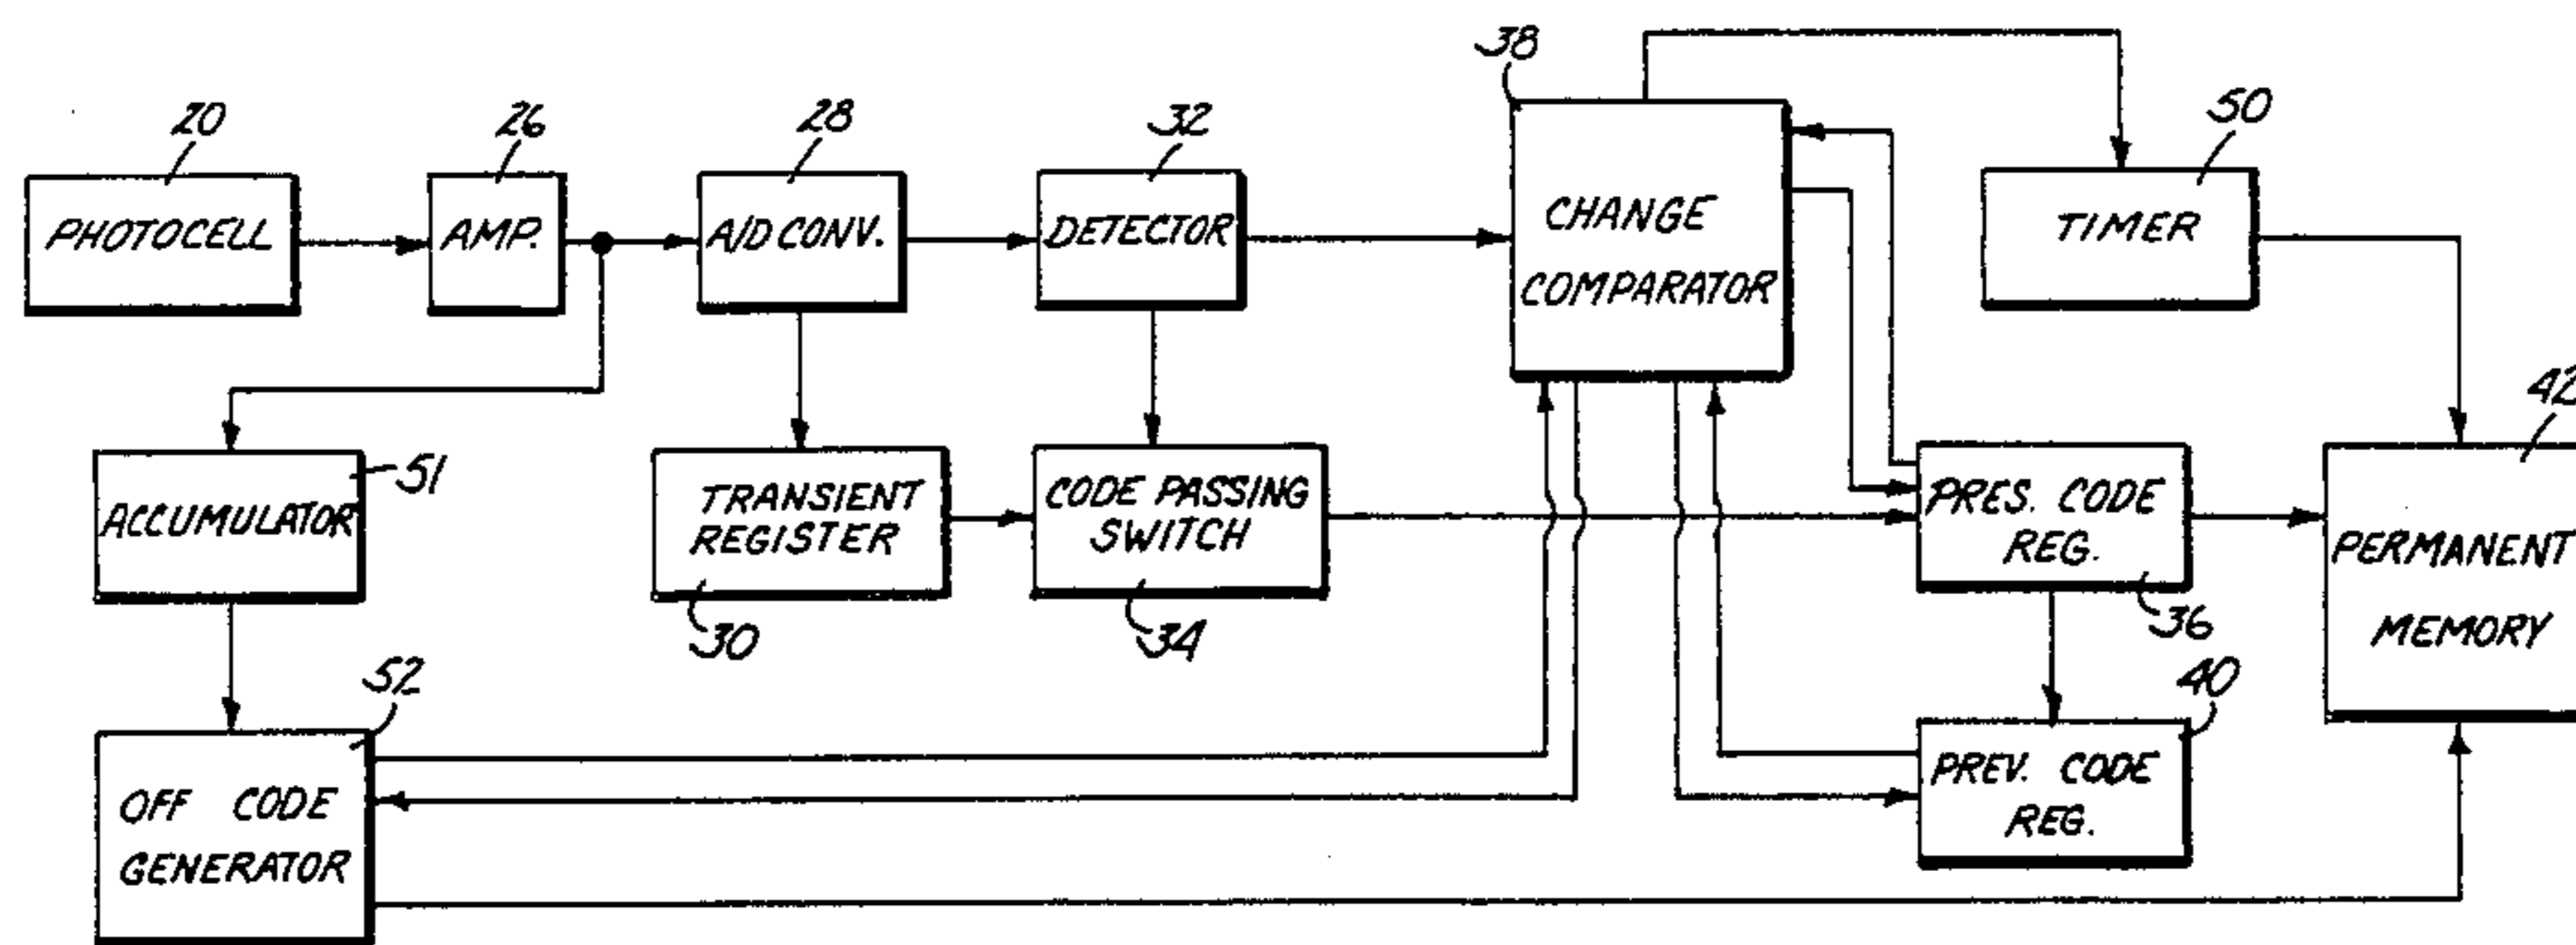 38
20
26
28
32
50
PHOTOCELL
AMP.
A/D CONV.
DETECTOR
CHANGE
COMPARATOR
TIMER
42
51
ACCUMULATOR
TRANSIENT
REGISTER
CODE PASSING
SWITCH
PRES. CODE
REG.
PERMANENT
MEMORY
30
34
36
52
40
OFF CODE
GENERATOR
PREV. CODE
REG.